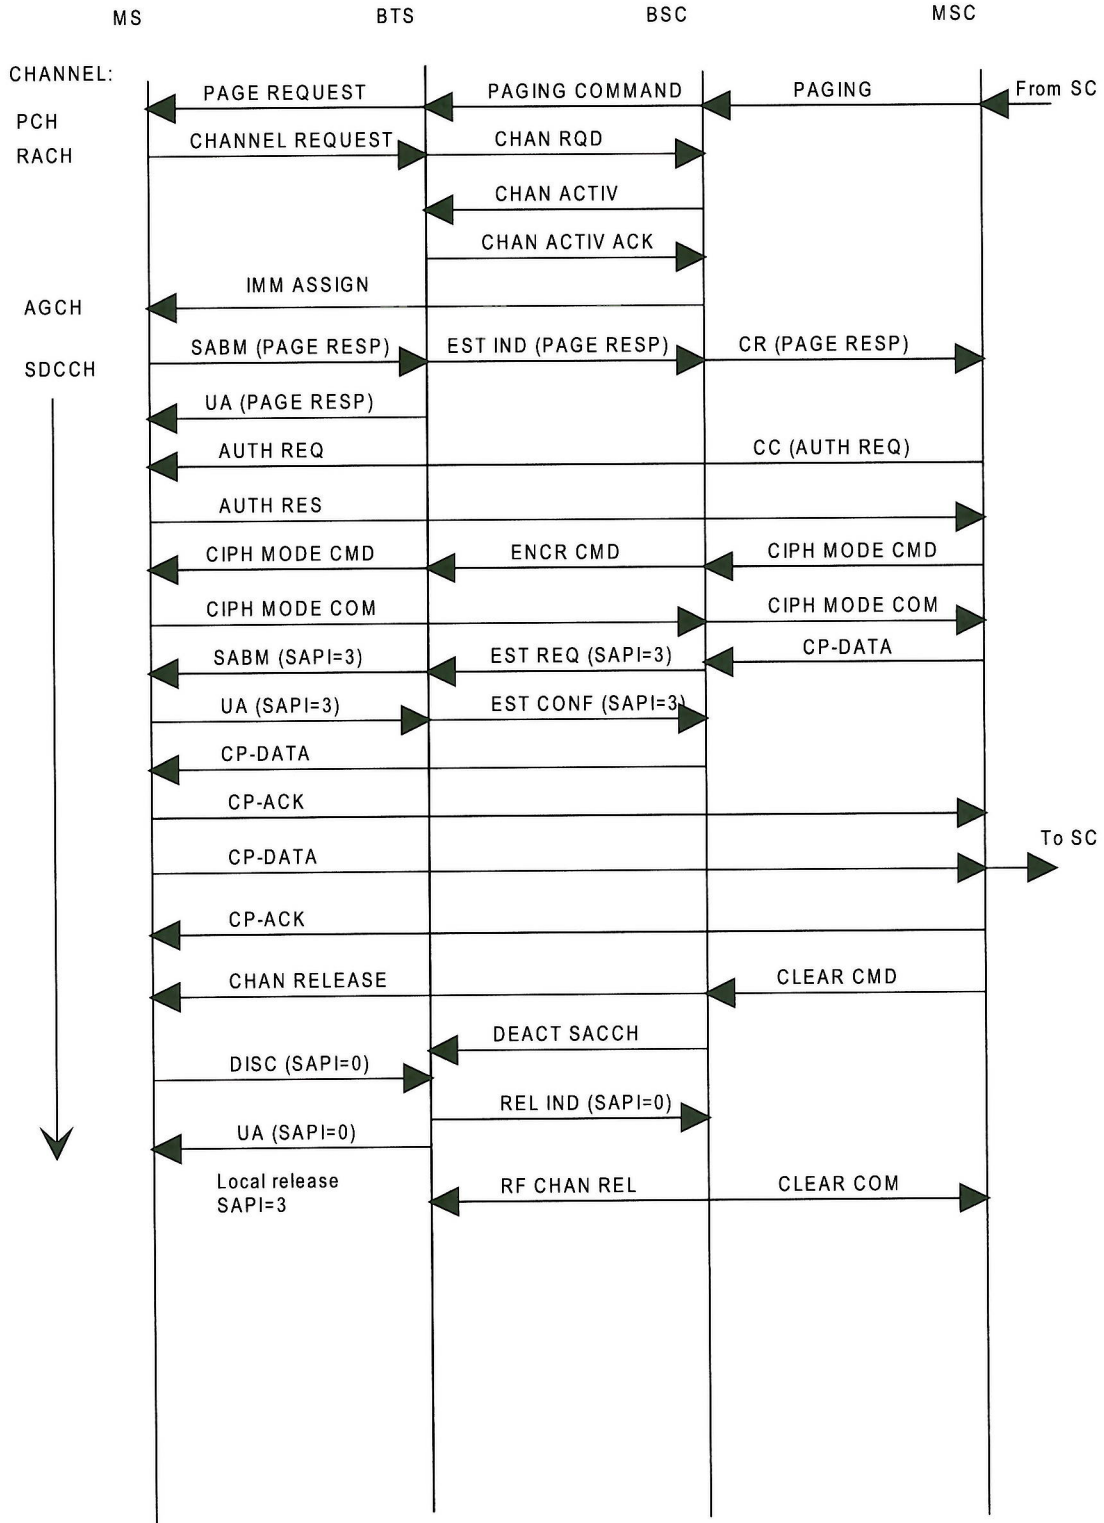 MS BTS BSC MSC
CHANNEL:
PAGE REQUEST PAGING COMMAND PAGING From SC
PCH
RACH CHANNEL REQUEST CHAN RQD
CHAN ACTIV
CHAN ACTIV ACK
IMM ASSIGN
AGCH
SABM (PAGE RESP) EST IND (PAGE RESP) CR (PAGE RESP)
SDCCH
UA (PAGE RESP)
AUTH REQ CC (AUTH REQ)
AUTH RES
CIPH MODE CMD ENCR CMD CIPH MODE CMD
CIPH MODE COM CIPH MODE COM
SABM (SAPI=3) EST REQ (SAPI=3) CP-DATA
UA (SAPI=3) EST CONF (SAPI=3)
CP-DATA
CP-ACK
To SC
CP-DATA
CP-ACK
CHAN RELEASE CLEAR CMD
DEACT SACCH
DISC (SAPI=0)
REL IND (SAPI=0)
UA (SAPI=0)
Local release RF CHAN REL CLEAR COM
SAPI=3